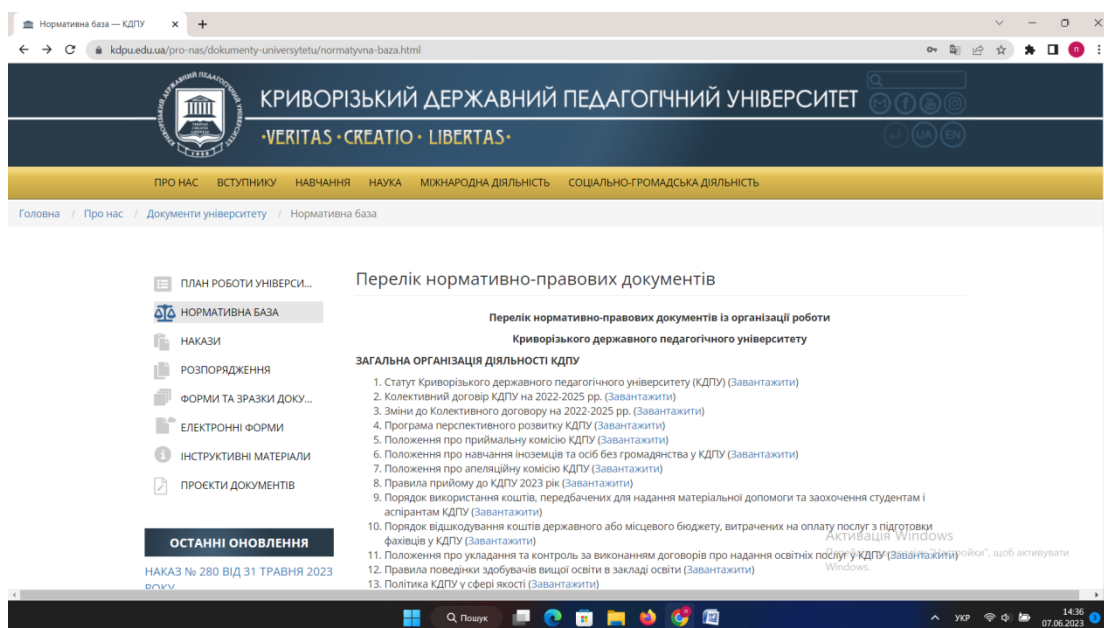 Нормативна база — КДПУ
kdpu.edu.ua/pro-nas/dokumenty-universytetu/normatyvna-baza.html
КРИВОРІЗЬКИЙ ДЕРЖАВНИЙ ПЕДАГОГІЧНИЙ УНІВЕРСИТЕТ
·VERITAS·CREATIO·LIBERTAS·
UA EN
ПРО НАС ВСТУПНИКУ НАВЧАННЯ НАУКА МІЖНАРОДНА ДІЯЛЬНІСТЬ СОЦІАЛЬНО-ГРОМАДСЬКА ДІЯЛЬНІСТЬ
Головна / Про нас / Документи університету / Нормативна база
ПЛАН РОБОТИ УНІВЕРСИ...
НОРМАТИВНА БАЗА
НАКАЗИ
РОЗПОРЯДЖЕННЯ
ФОРМИ ТА ЗРАЗКИ ДОКУ...
ЕЛЕКТРОННІ ФОРМИ
ІНСТРУКТИВНІ МАТЕРІАЛИ
ПРОЄКТИ ДОКУМЕНТІВ
ОСТАННІ ОНОВЛЕННЯ
НАКАЗ № 280 ВІД 31 ТРАВНЯ 2023
РОКУ
Перелік нормативно-правових документів
Перелік нормативно-правових документів із організації роботи
Криворізького державного педагогічного університету
ЗАГАЛЬНА ОРГАНІЗАЦІЯ ДІЯЛЬНОСТІ КДПУ
1. Статут Криворізького державного педагогічного університету (КДПУ) (Завантажити)
2. Колективний договір КДПУ на 2022-2025 рр. (Завантажити)
3. Зміни до Колективного договору на 2022-2025 рр. (Завантажити)
4. Програма перспективного розвитку КДПУ (Завантажити)
5. Положення про приймальну комісію КДПУ (Завантажити)
6. Положення про навчання іноземців та осіб без громадянства у КДПУ (Завантажити)
7. Положення про апеляційну комісію КДПУ (Завантажити)
8. Правила прийому до КДПУ 2023 рік (Завантажити)
9. Порядок використання коштів, передбачених для надання матеріальної допомоги та заохочення студентам і
аспірантам КДПУ (Завантажити)
10. Порядок відшкодування коштів державного або місцевого бюджету, витрачених на оплату послуг з підготовки
фахівців у КДПУ (Завантажити)
11. Положення про укладання та контроль за виконанням договорів про надання освітніх послуг у КДПУ (Завантажити)
12. Правила поведінки здобувачів вищої освіти в закладі освіти (Завантажити)
13. Політика КДПУ у сфері якості (Завантажити)
Активація Windows
"Настройки", щоб активувати
Windows.
Пошук
УКР
14:36
07.06.2023